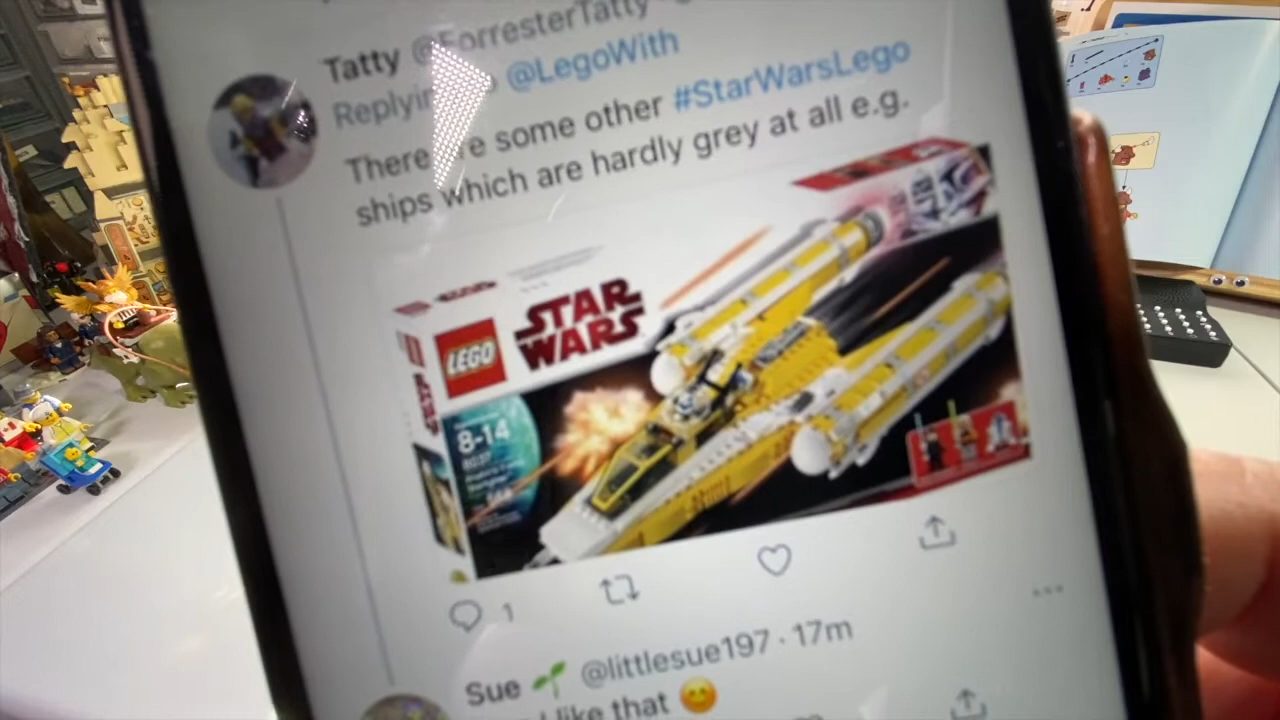 Tatty @ForresterTatty
@LegoWith
There some other #StarWarsLego
ships which are hardly grey at all e.g.
LEGO
STAR
WARS
8-14
1
Sue 🌱 @littlesue197 · 17m
like that 😊